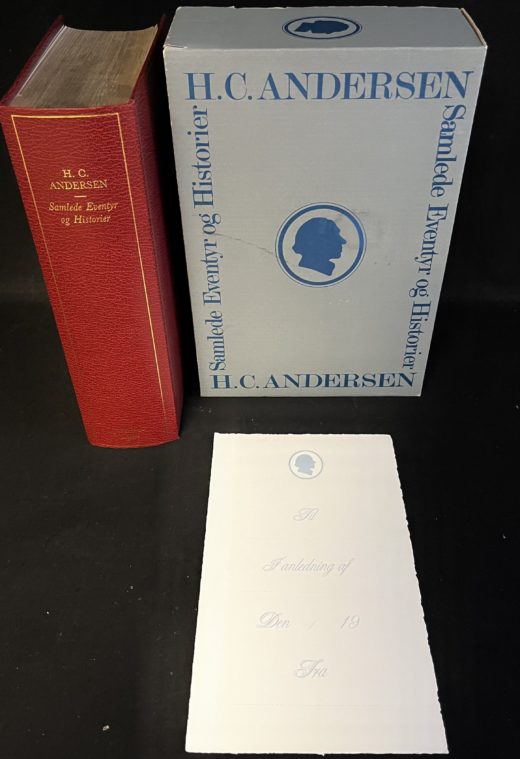 H. C.
ANDERSEN
Samlede Eventyr
og Historier
H.C. ANDERSEN
Samlede Eventyr og Historier
Samlede Eventyr og Historier
H.C. ANDERSEN
Til
I anledning af
Den / 19
Fra